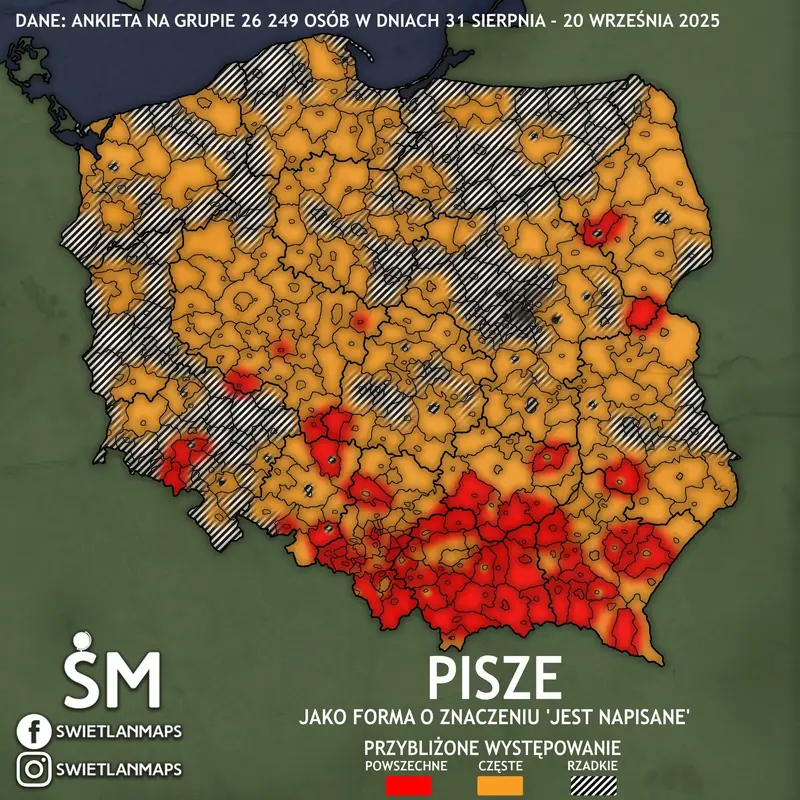 DANE: ANKIETA NA GRUPIE 26 249 OSÓB W DNIACH 31 SIERPNIA - 20 WRZEŚNIA 2025
ŚM
SWIETLANMAPS
SWIETLANMAPS
PISZE
JAKO FORMA O ZNACZENIU 'JEST NAPISANE'
PRZYBLIŻONE WYSTĘPOWANIE
POWSZECHNE CZĘSTE RZADKIE